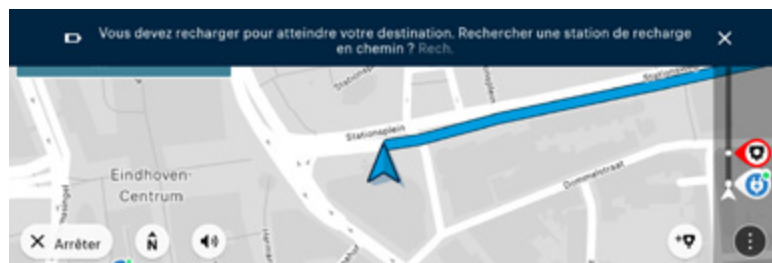 Vous devez recharger pour atteindre votre destination. Rechercher une station de recharge
en chemin ? Rech.
Stationsplein
Eindhoven-
Centrum
Dommelstraat
Arrêter
N